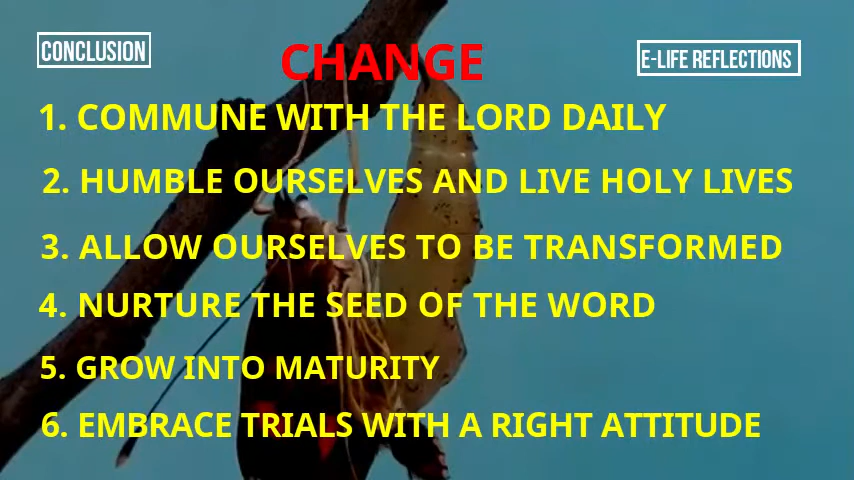 CONCLUSION
CHANGE
E-LIFE REFLECTIONS
1. COMMUNE WITH THE LORD DAILY
2. HUMBLE OURSELVES AND LIVE HOLY LIVES
3. ALLOW OURSELVES TO BE TRANSFORMED
4. NURTURE THE SEED OF THE WORD
5. GROW INTO MATURITY
6. EMBRACE TRIALS WITH A RIGHT ATTITUDE